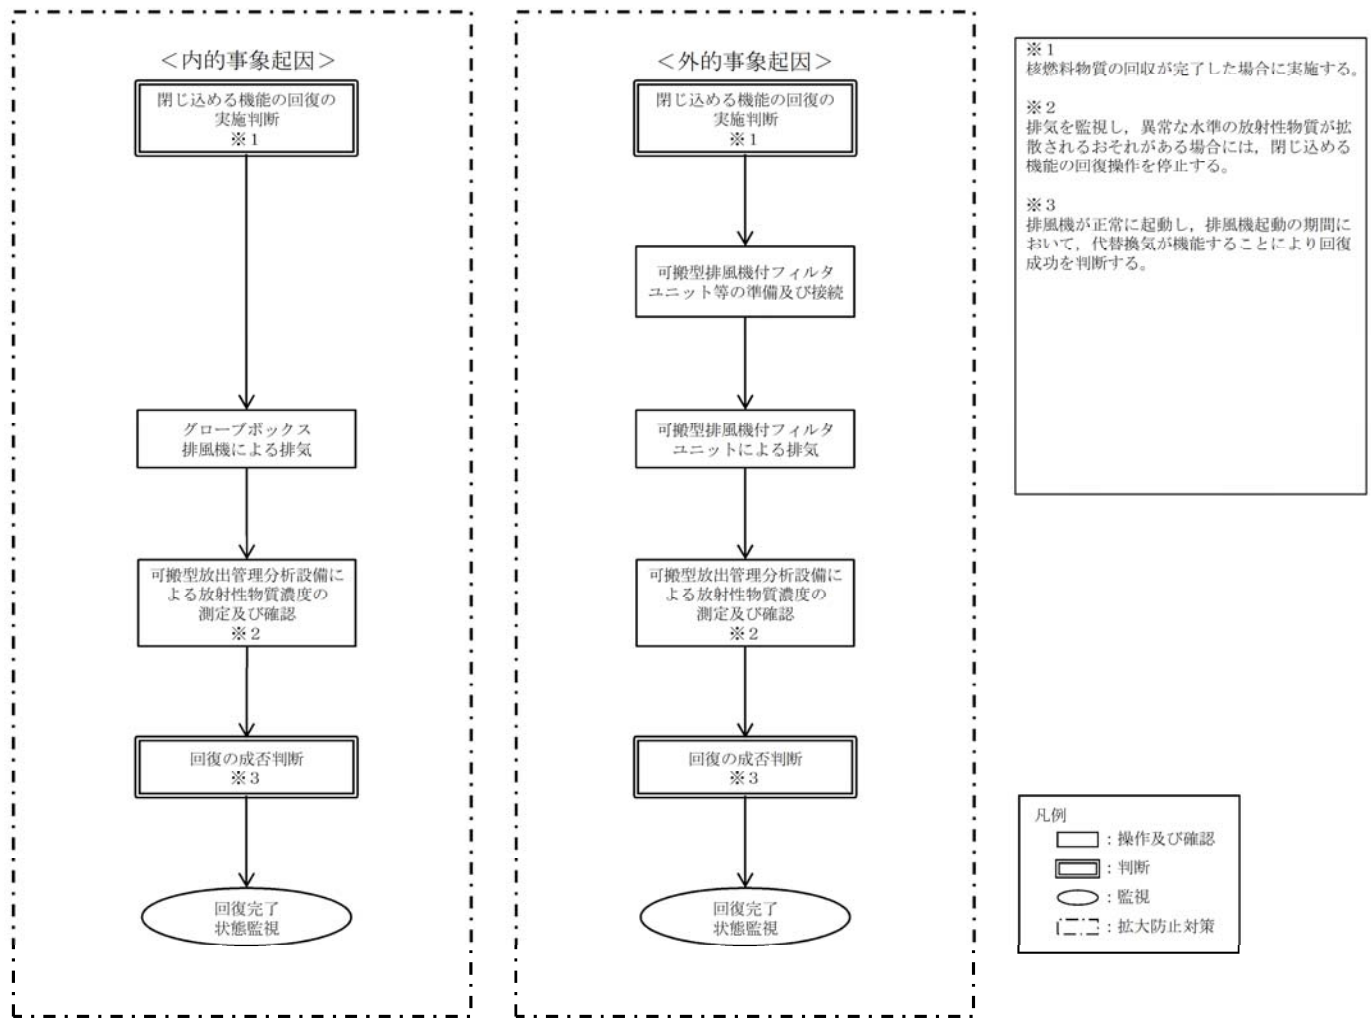 ＜内的事象起因＞
閉じ込める機能の回復の
実施判断
※１
グローブボックス
排風機による排気
可搬型放出管理分析設備に
よる放射性物質濃度の
測定及び確認
※２
回復の成否判断
※３
回復完了
状態監視
＜外的事象起因＞
閉じ込める機能の回復の
実施判断
※１
可搬型排風機付フィルタ
ユニット等の準備及び接続
可搬型排風機付フィルタ
ユニットによる排気
可搬型放出管理分析設備に
よる放射性物質濃度の
測定及び確認
※２
回復の成否判断
※３
回復完了
状態監視
※１
核燃料物質の回収が完了した場合に実施する。
※２
排気を監視し，異常な水準の放射性物質が拡
散されるおそれがある場合には，閉じ込める
機能の回復操作を停止する。
※３
排風機が正常に起動し，排風機起動の期間に
おいて，代替換気が機能することにより回復
成功を判断する。
凡例
：操作及び確認
：判断
：監視
：拡大防止対策